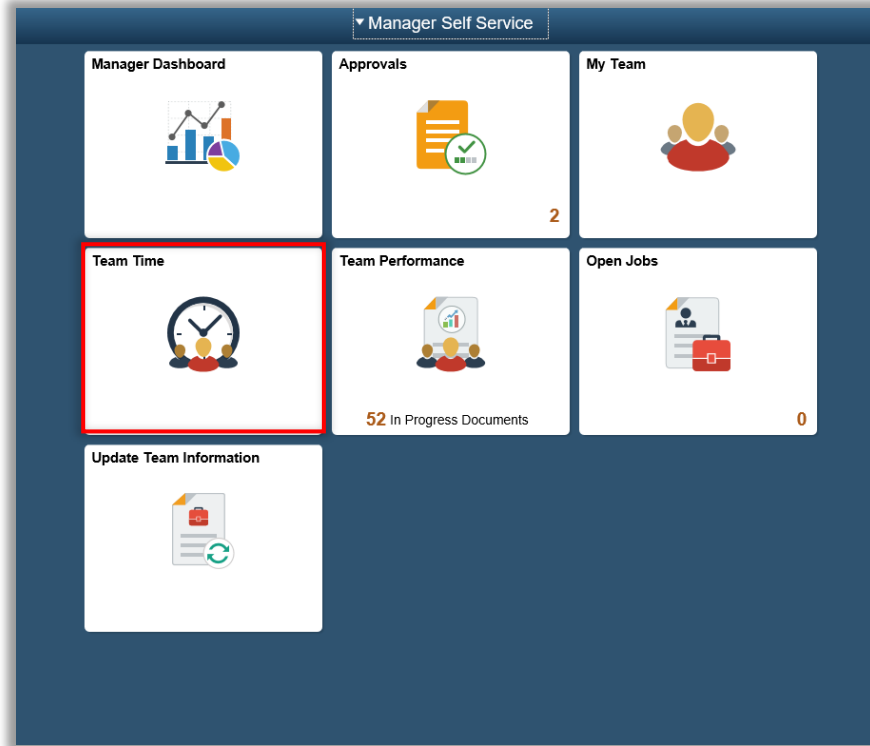 Manager Self Service
Manager Dashboard
Approvals
2
My Team
Team Time
Team Performance
52 In Progress Documents
Open Jobs
0
Update Team Information